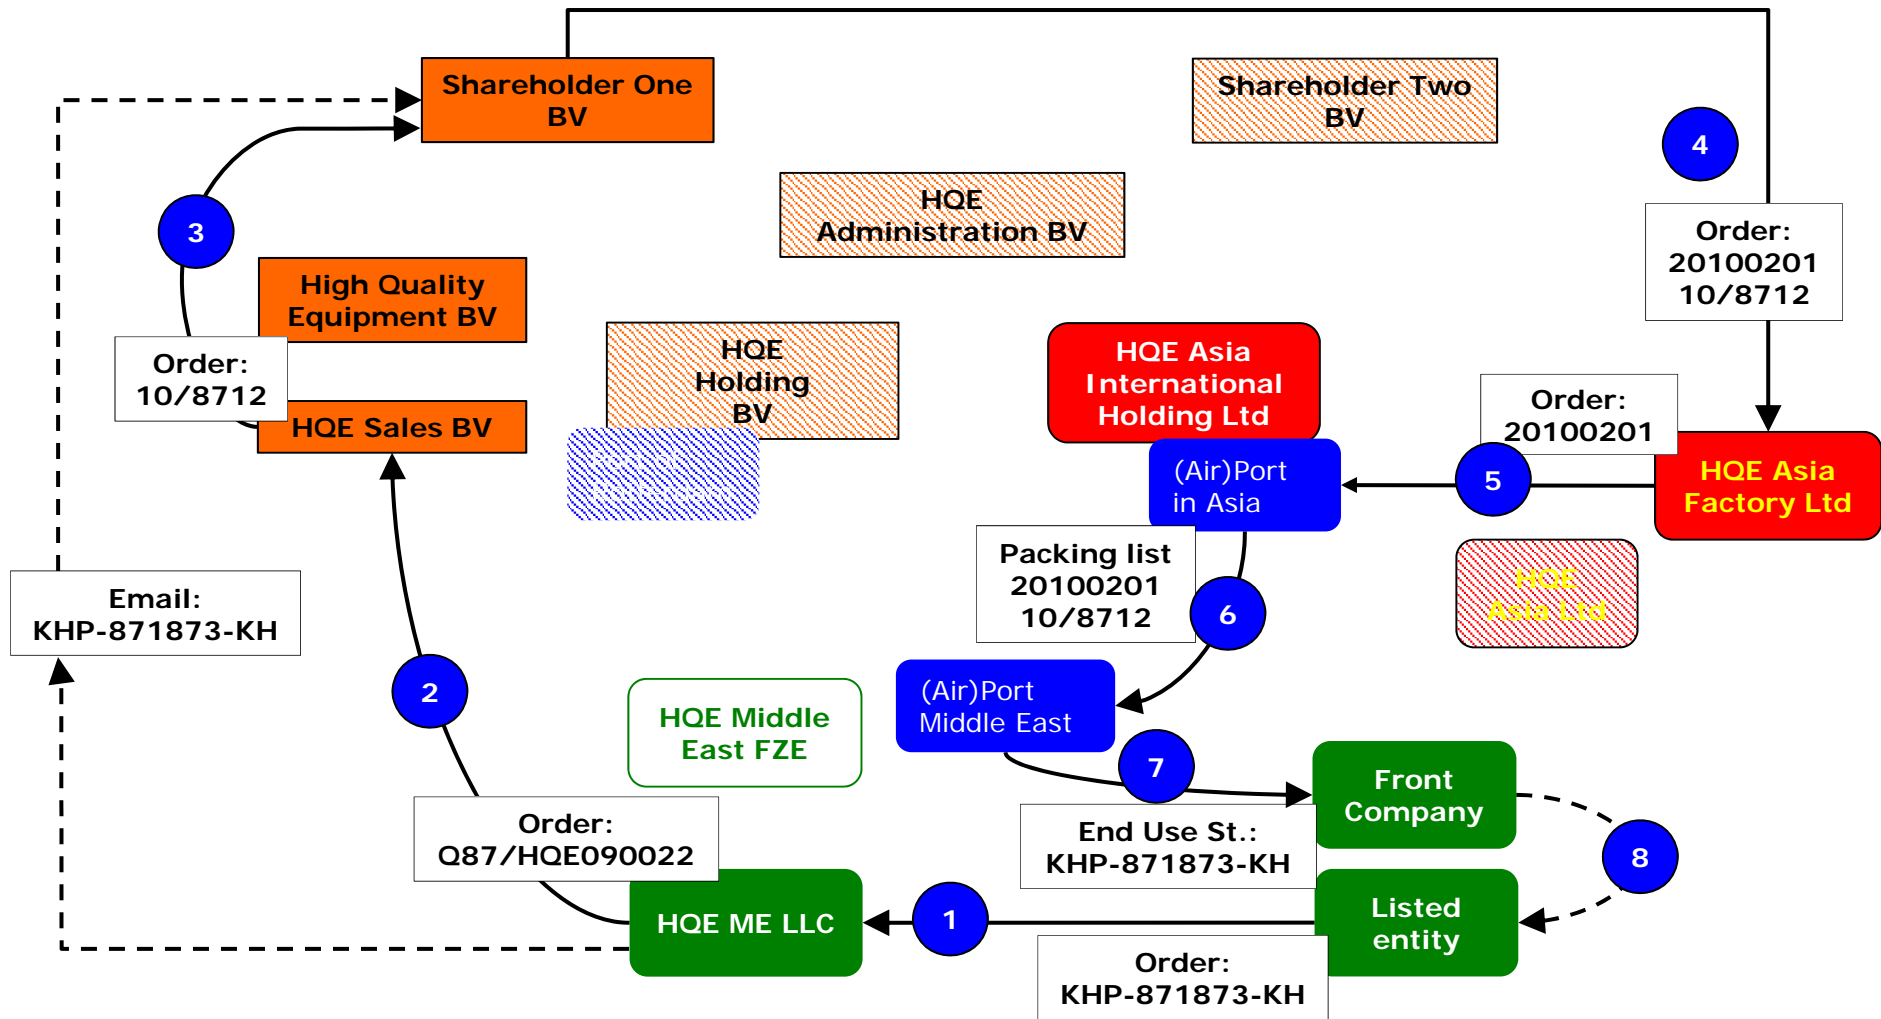 Shareholder One
BV
Shareholder Two
BV
4
HQE
Administration BV
3
Order:
20100201
10/8712
High Quality
Equipment BV
Order:
10/8712
HQE Sales BV
HQE
Holding
BV
HQE Asia
International
Holding Ltd
Order:
20100201
(Air)Port
in Asia
5
HQE Asia
Factory Ltd
Packing list
20100201
10/8712
6
HQE
Asia Ltd
Email:
KHP-871873-KH
2
HQE Middle
East FZE
(Air)Port
Middle East
7
Front
Company
Order:
Q87/HQE090022
End Use St.:
KHP-871873-KH
8
HQE ME LLC
1
Listed
entity
Order:
KHP-871873-KH